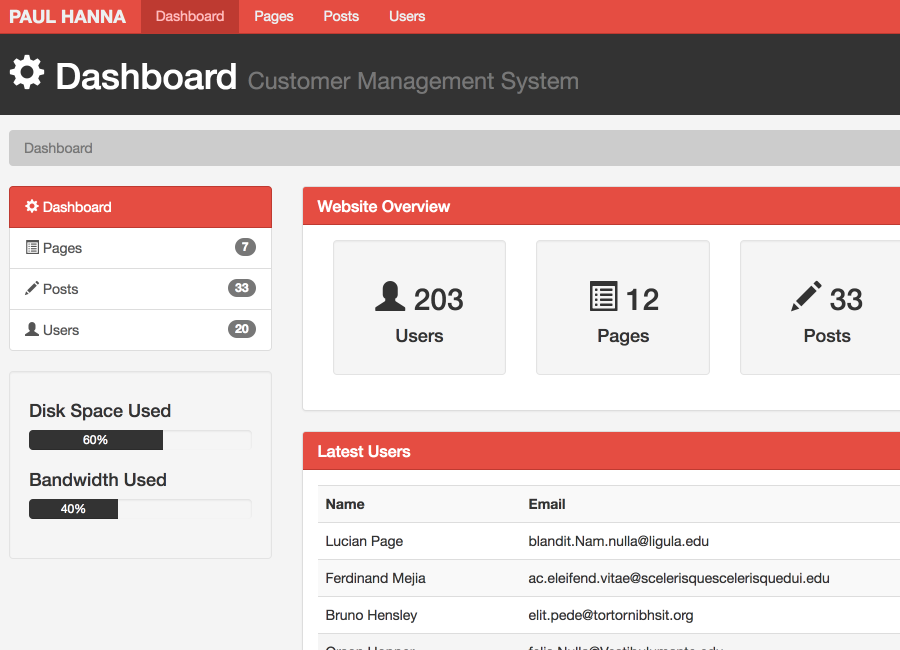 PAUL HANNA Dashboard Pages Posts Users
Dashboard Customer Management System
Dashboard
Dashboard
Pages 7
Posts 33
Users 20
Disk Space Used
60%
Bandwidth Used
40%
Website Overview
203
Users
12
Pages
33
Posts
Latest Users
Name Email
Lucian Page blandit.Nam.nulla@ligula.edu
Ferdinand Mejia ac.eleifend.vitae@scelerisquescelerisquedui.edu
Bruno Hensley elit.pede@tortornibhsit.org